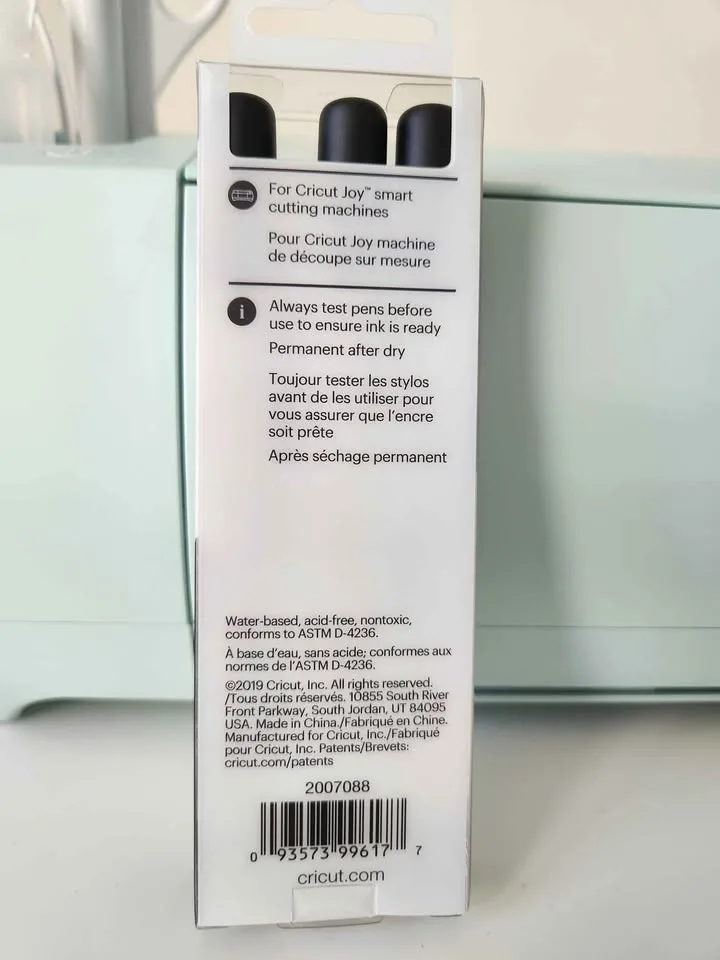 For Cricut Joy™ smart
cutting machines
Pour Cricut Joy machine
de découpe sur mesure
i
Always test pens before
use to ensure ink is ready
Permanent after dry
Toujour tester les stylos
avant de les utiliser pour
vous assurer que l'encre
soit prête
Après séchage permanent
Water-based, acid-free, nontoxic,
conforms to ASTM D-4236.
À base d'eau, sans acide; conformes aux
normes de l'ASTM D-4236.
©2019 Cricut, Inc. All rights reserved.
/Tous droits réservés. 10855 South River
Front Parkway, South Jordan, UT 84095
USA. Made in China./Fabriqué en Chine.
Manufactured for Cricut, Inc./Fabriqué
pour Cricut, Inc. Patents/Brevets:
cricut.com/patents
2007088
0 93573 99617 7
cricut.com